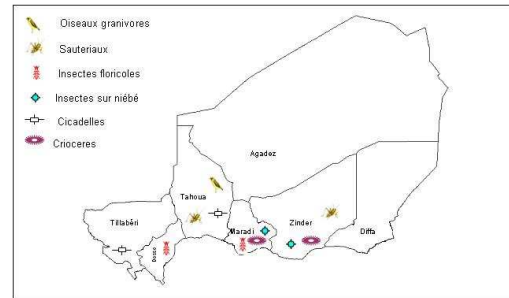 Oiseaux granivores
Sauteriaux
Insectes floricoles
Insectes sur niébé
Cicadelles
Crioceres
Agadez
Tahoua
Tillabéri
Dosso
Maradi
Zinder
Diffa